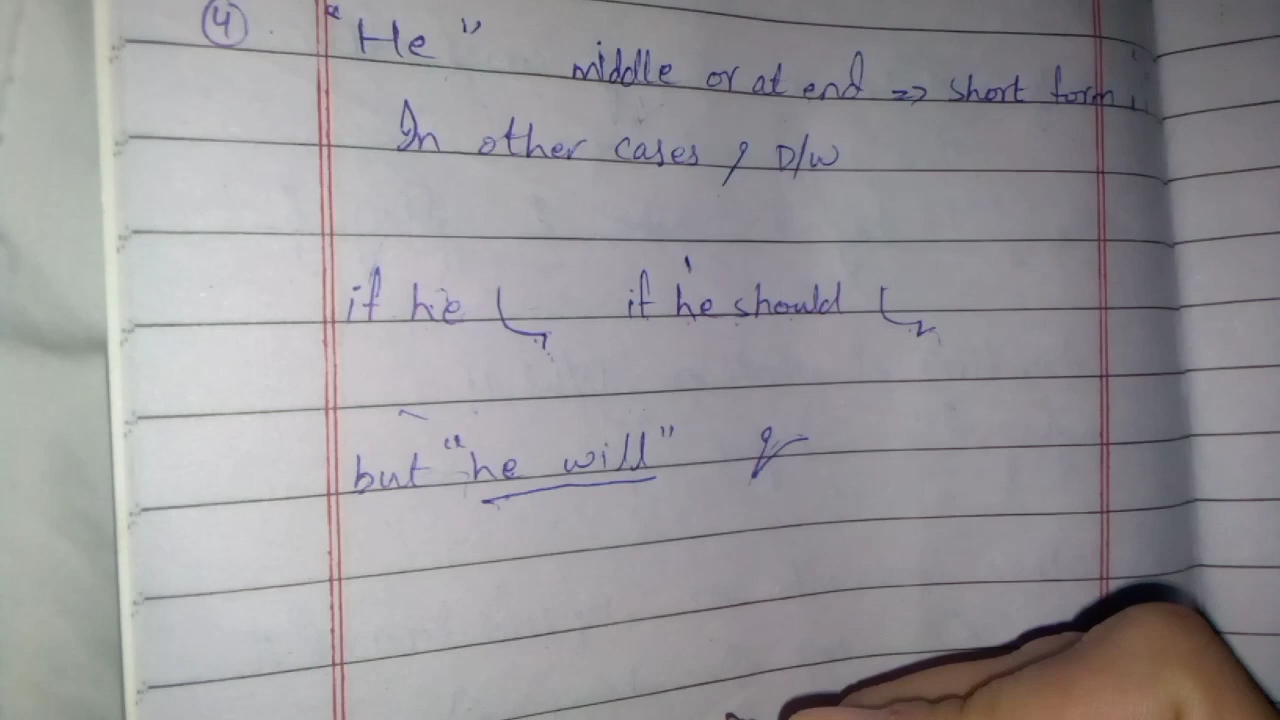 ④ "He" middle or at end => short form
In other cases, D/W
if he if he should
but "he will"